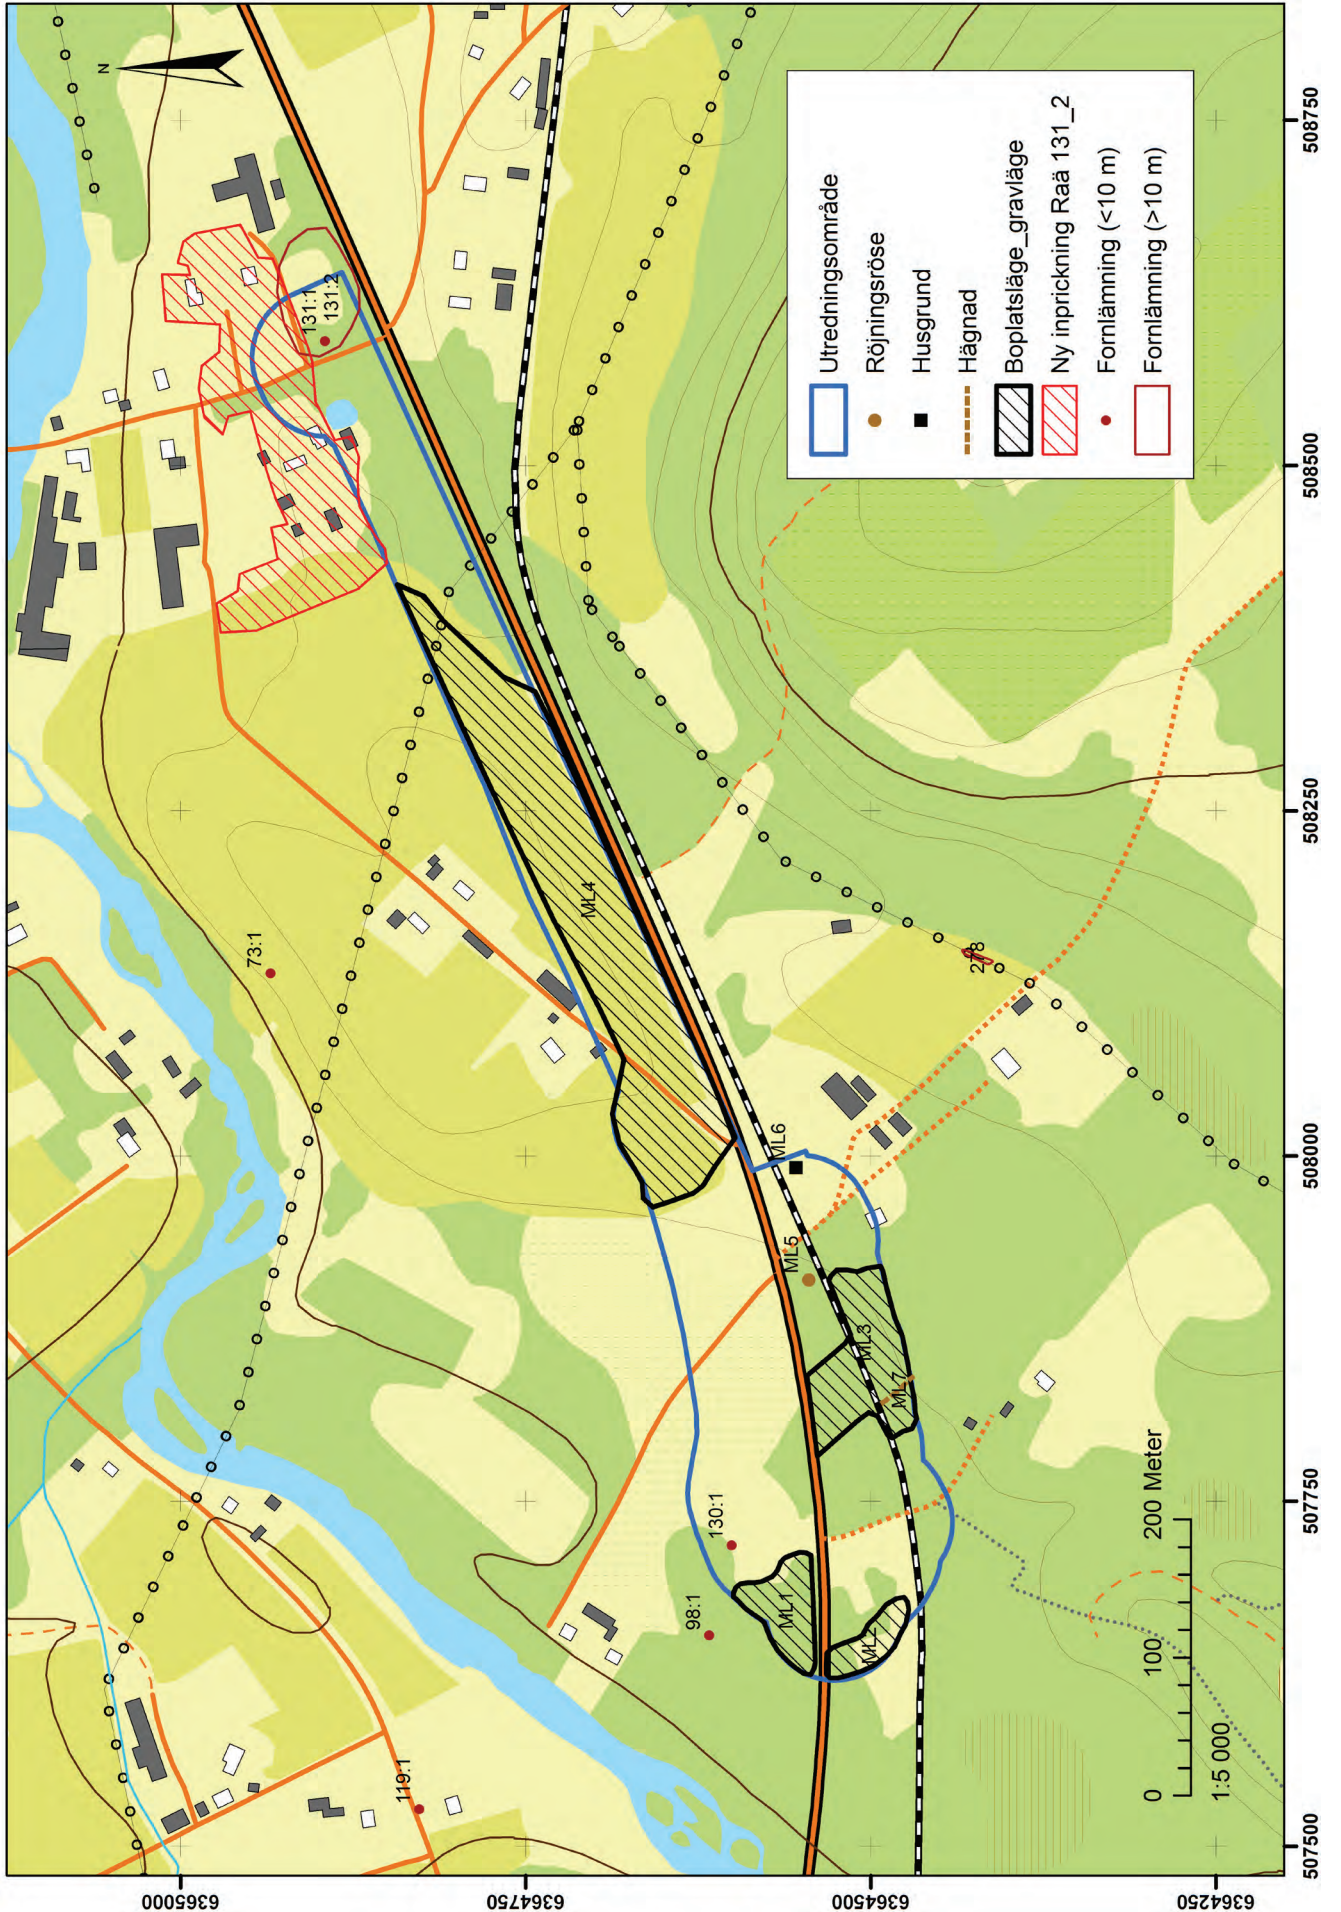 N
73:1
131:1
131:2
119:1
98:1
130:1
ML1
ML2
ML3
ML7
ML5
ML6
ML4
278
Utredningsområde
Röjningsröse
Husgrund
Hägnad
Boplatsläge_gravläge
Ny inprickning Raä 131_2
Fornlämning (<10 m)
Fornlämning (>10 m)
0 100 200 Meter
1:5 000
6365000
6364750
6364500
6364250
507500 507750 508000 508250 508500 508750